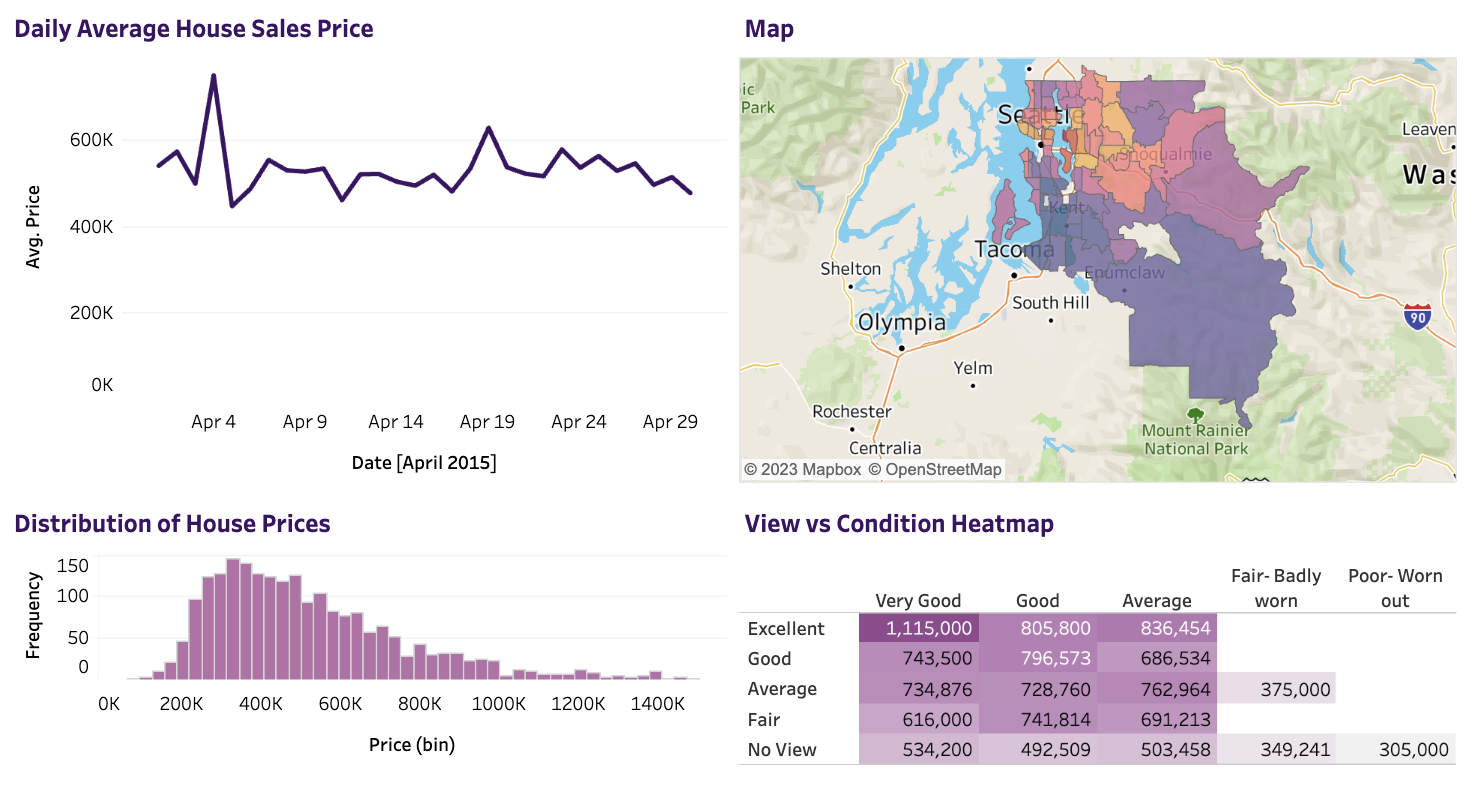 Daily Average House Sales Price
Avg. Price
600K
400K
200K
0K
Apr 4 Apr 9 Apr 14 Apr 19 Apr 24 Apr 29
Date [April 2015]
Map
ic
Park
Seattle
Leaven
Snoqualmie
Was
Kent
Tacoma
Shelton
Enumclaw
South Hill
90
Olympia
Yelm
Rochester
Mount Rainier
National Park
Centralia
© 2023 Mapbox © OpenStreetMap
Distribution of House Prices
Frequency
150
100
50
0
0K 200K 400K 600K 800K 1000K 1200K 1400K
Price (bin)
View vs Condition Heatmap
Fair- Badly Poor- Worn
Very Good Good Average worn out
Excellent 1,115,000 805,800 836,454
Good 743,500 796,573 686,534
Average 734,876 728,760 762,964 375,000
Fair 616,000 741,814 691,213
No View 534,200 492,509 503,458 349,241 305,000